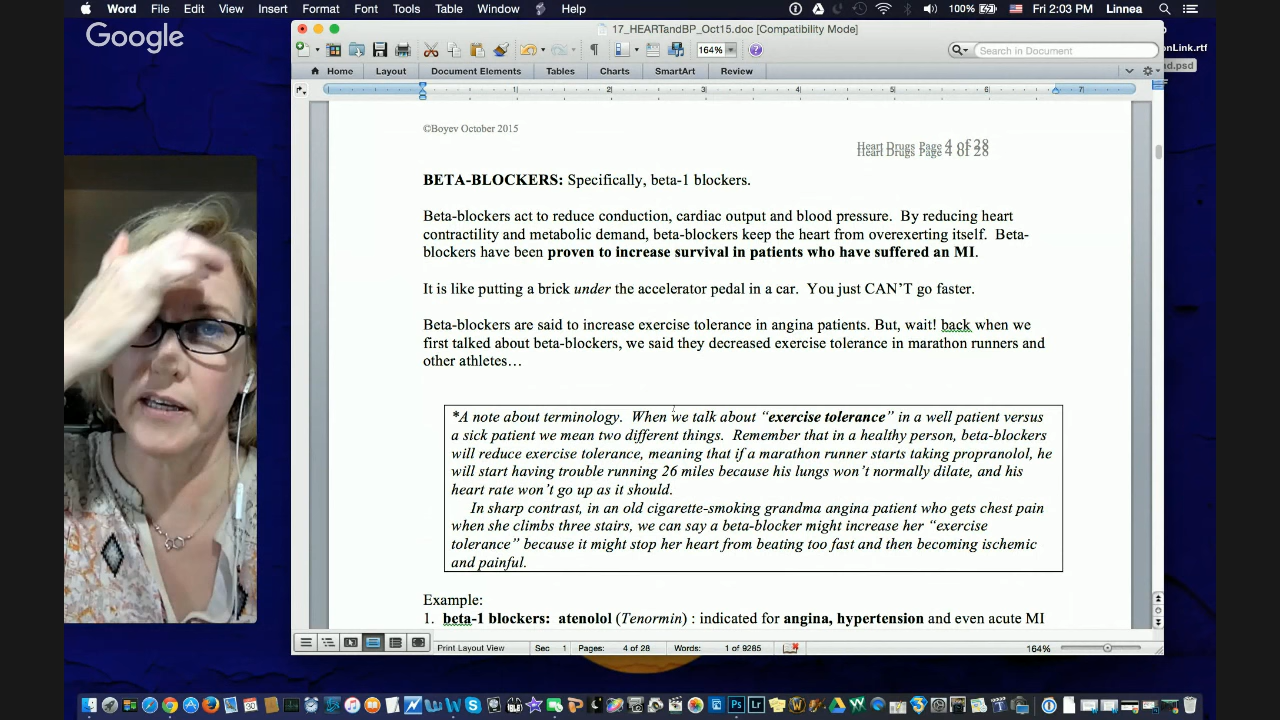 Word File Edit View Insert Format Font Tools Table Window Help 100% Fri 2:03 PM Linnea
Google
17_HEARTandBP_Oct15.doc [Compatibility Mode]
onLink.rtf
164% Search in Document
nd.psd
Home Layout Document Elements Tables Charts SmartArt Review
1 2 3 4 5 6 7
©Boyev October 2015
Heart Drugs Page 4 of 28
BETA-BLOCKERS: Specifically, beta-1 blockers.
Beta-blockers act to reduce conduction, cardiac output and blood pressure. By reducing heart
contractility and metabolic demand, beta-blockers keep the heart from overexerting itself. Beta-
blockers have been proven to increase survival in patients who have suffered an MI.
It is like putting a brick under the accelerator pedal in a car. You just CAN'T go faster.
Beta-blockers are said to increase exercise tolerance in angina patients. But, wait! back when we
first talked about beta-blockers, we said they decreased exercise tolerance in marathon runners and
other athletes…
*A note about terminology. When we talk about "exercise tolerance" in a well patient versus
a sick patient we mean two different things. Remember that in a healthy person, beta-blockers
will reduce exercise tolerance, meaning that if a marathon runner starts taking propranolol, he
will start having trouble running 26 miles because his lungs won't normally dilate, and his
heart rate won't go up as it should.
In sharp contrast, in an old cigarette-smoking grandma angina patient who gets chest pain
when she climbs three stairs, we can say a beta-blocker might increase her "exercise
tolerance" because it might stop her heart from beating too fast and then becoming ischemic
and painful.
Example:
1. beta-1 blockers: atenolol (Tenormin) : indicated for angina, hypertension and even acute MI
Print Layout View Sec 1 Pages: 4 of 28 Words: 1 of 9285 164%